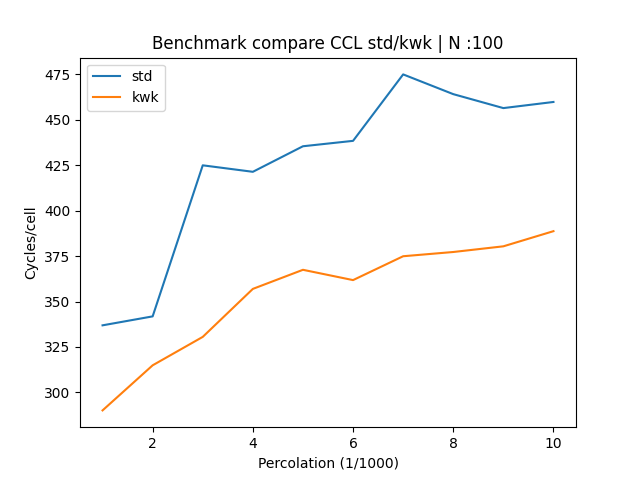 Benchmark compare CCL std/kwk | N :100
std
kwk
475
450
425
400
375
350
325
300
Cycles/cell
2 4 6 8 10
Percolation (1/1000)